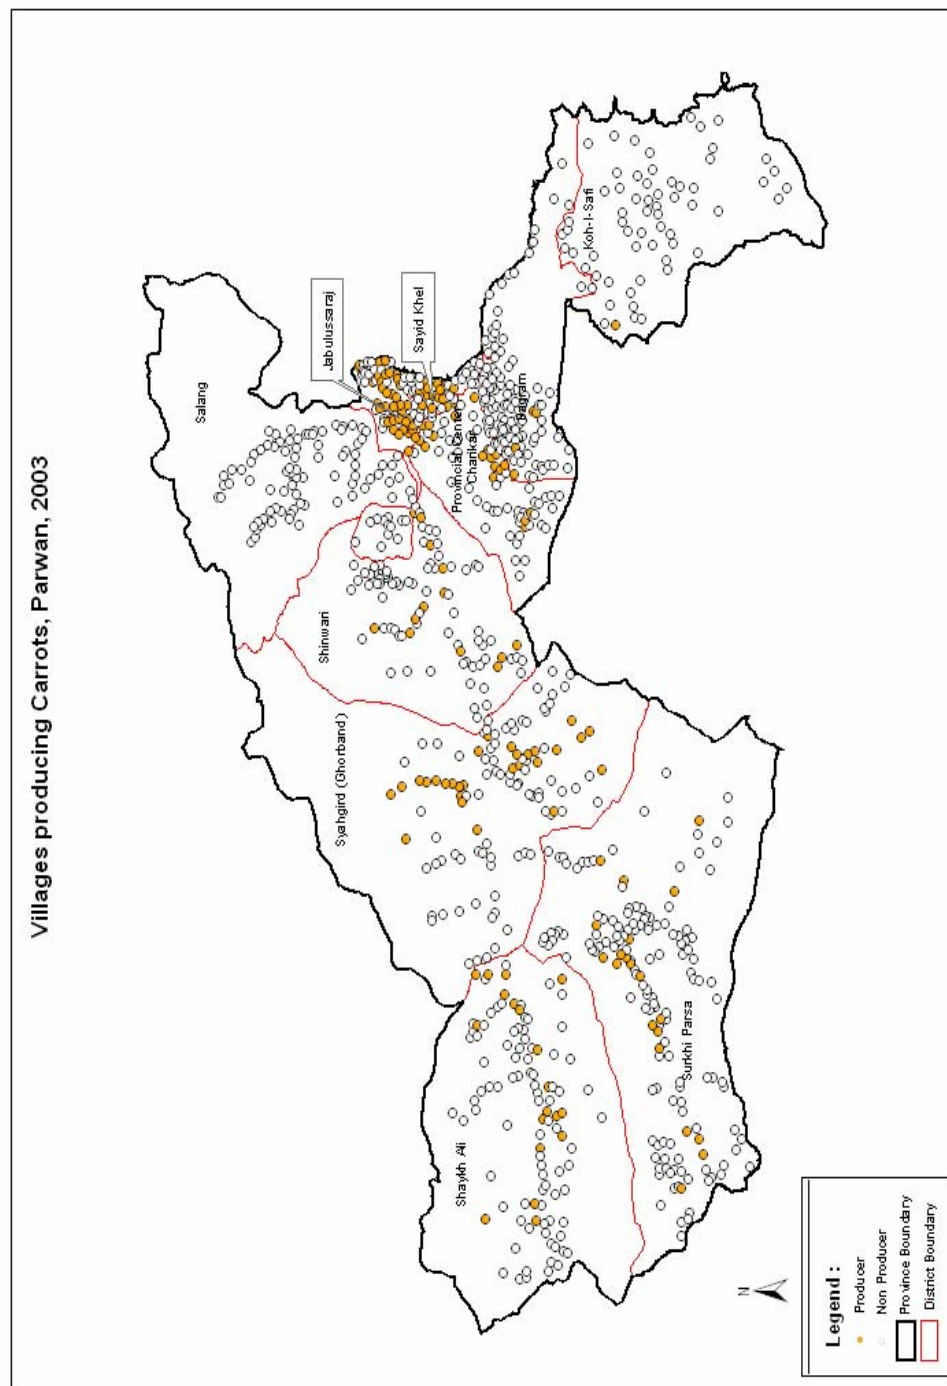 Villages producing Carrots, Parwan, 2003
Salang
Jabulussaraj
Sayid Khel
Shinwari
Provincial Center
Charikar
Bagram
Koh-I-Safi
Syahgird (Ghorband)
Shaykh Ali
Surkhi Parsa
N
Legend :
Producer
Non Producer
Province Boundary
District Boundary